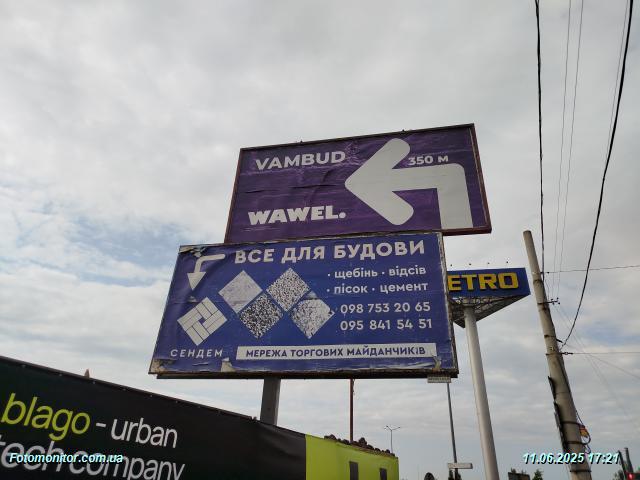 VAMBUD
350 м
WAWEL.
ВСЕ ДЛЯ БУДОВИ
· щебінь · відсів
· пісок · цемент
098 753 20 65
095 841 54 51
СЕНДЕМ
МЕРЕЖА ТОРГОВИХ МАЙДАНЧИКІВ
ETRO
blago - urban
tech company
Fotomonitor.com.ua
11.06.2025 17:21